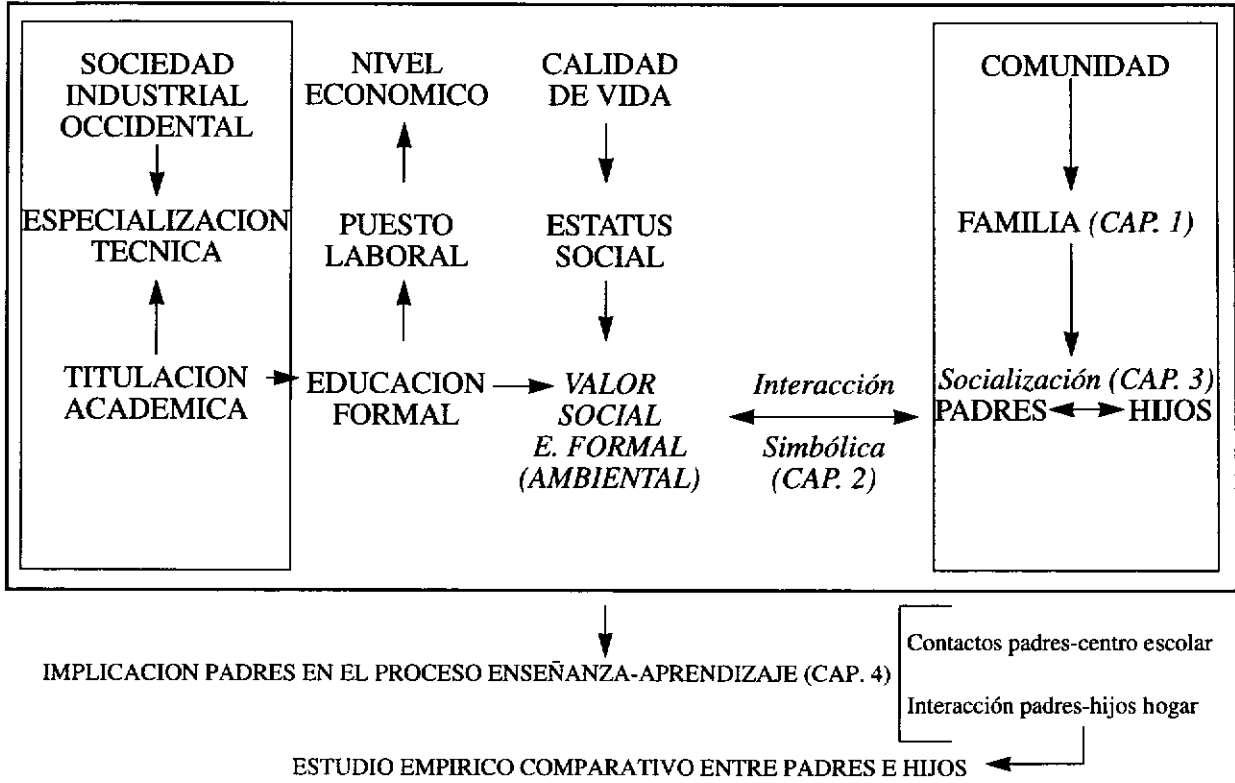 SOCIEDAD
INDUSTRIAL
OCCIDENTAL
ESPECIALIZACION
TECNICA
TITULACION
ACADEMICA
NIVEL
ECONOMICO
PUESTO
LABORAL
EDUCACION
FORMAL
CALIDAD
DE VIDA
ESTATUS
SOCIAL
VALOR
SOCIAL
E. FORMAL
(AMBIENTAL)
Interacción
Simbólica
(CAP. 2)
COMUNIDAD
FAMILIA (CAP. 1)
Socialización (CAP. 3)
PADRES HIJOS
IMPLICACION PADRES EN EL PROCESO ENSEÑANZA-APRENDIZAJE (CAP. 4)
Contactos padres-centro escolar
Interacción padres-hijos hogar
ESTUDIO EMPIRICO COMPARATIVO ENTRE PADRES E HIJOS